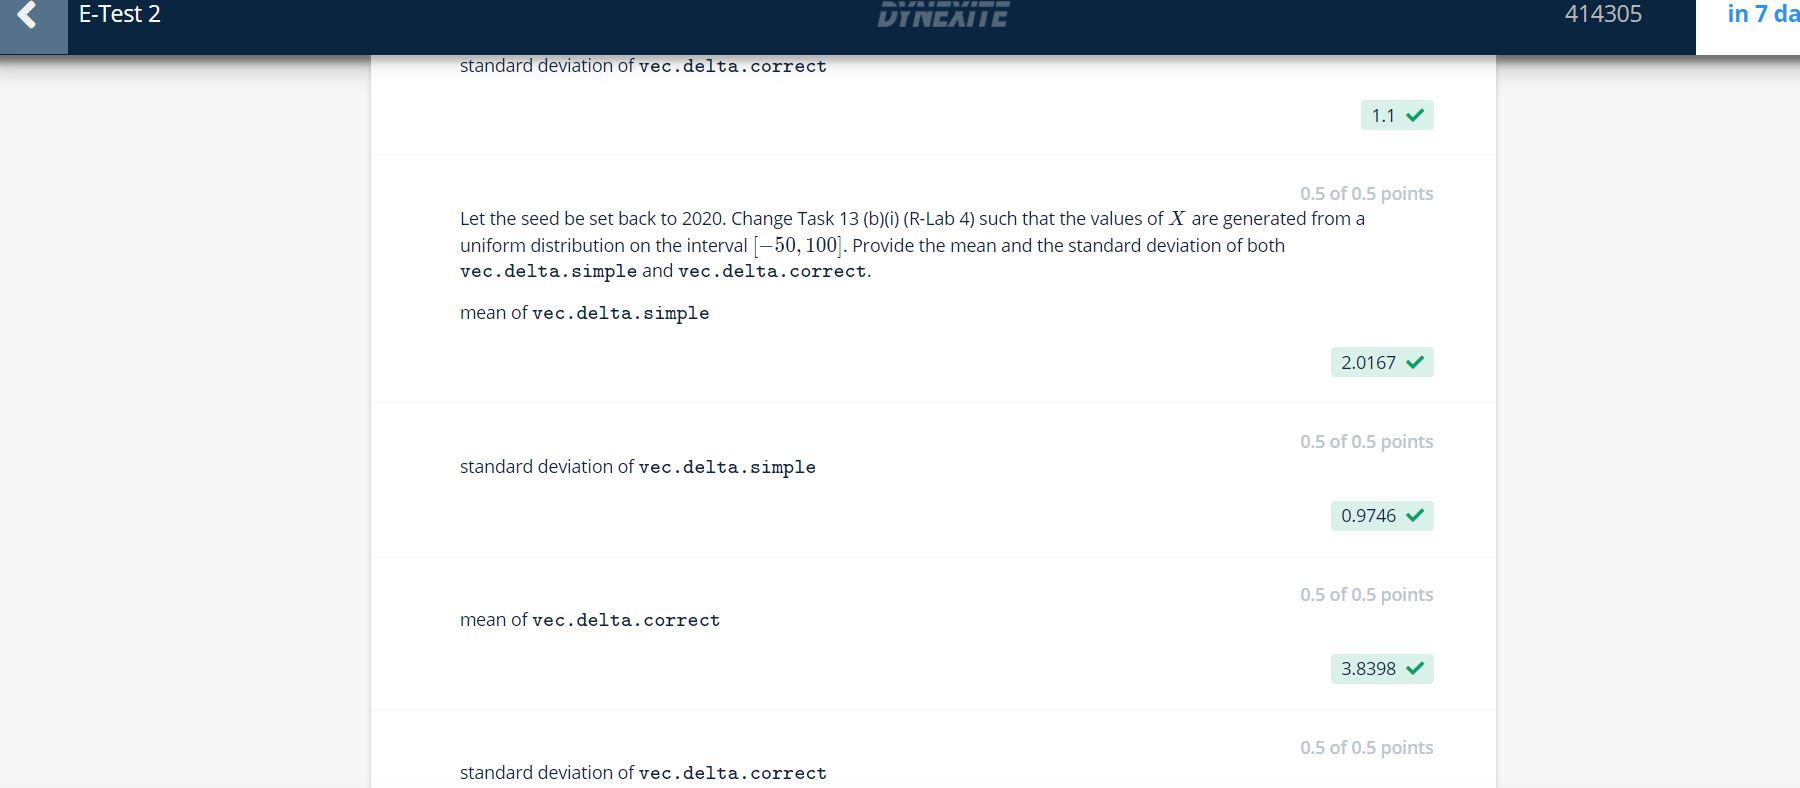 E-Test 2
DYNEXITE
414305
in 7 da
standard deviation of vec.delta.correct
1.1
0.5 of 0.5 points
Let the seed be set back to 2020. Change Task 13 (b)(i) (R-Lab 4) such that the values of X are generated from a
uniform distribution on the interval [−50, 100]. Provide the mean and the standard deviation of both
vec.delta.simple and vec.delta.correct.
mean of vec.delta.simple
2.0167
0.5 of 0.5 points
standard deviation of vec.delta.simple
0.9746
0.5 of 0.5 points
mean of vec.delta.correct
3.8398
0.5 of 0.5 points
standard deviation of vec.delta.correct